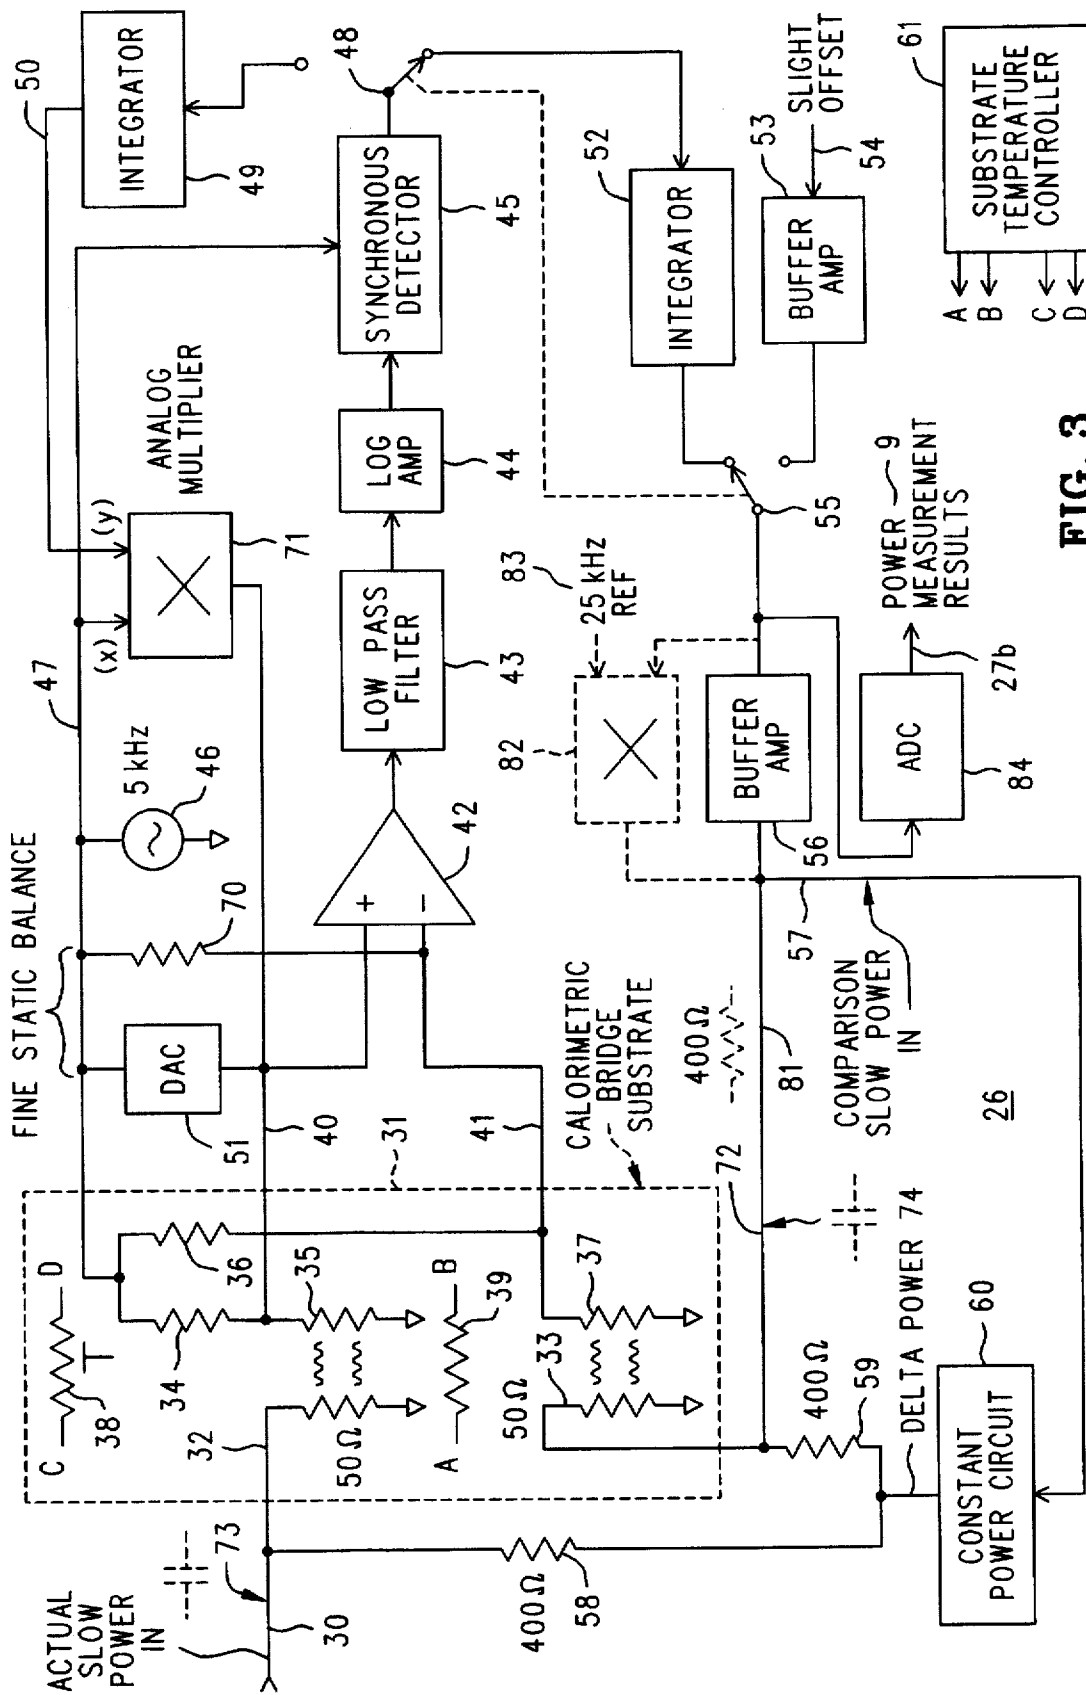 ACTUAL
SLOW
POWER
IN
73
30
400Ω
58
32
C
D
38
T
34
36
50Ω
35
A
B
39
50Ω
33
37
31
CALORIMETRIC
BRIDGE
SUBSTRATE
FINE STATIC BALANCE
DAC
51
40
41
70
5 kHz
46
47
(x)
(y)
71
ANALOG
MULTIPLIER
50
INTEGRATOR
49
+
−
42
LOW PASS
FILTER
43
LOG
AMP
44
SYNCHRONOUS
DETECTOR
45
48
INTEGRATOR
52
BUFFER
AMP
53
SLIGHT
OFFSET
54
55
82
25 kHz
REF
83
BUFFER
AMP
56
57
400Ω
81
72
COMPARISON
SLOW POWER
IN
ADC
84
27b
POWER
MEASUREMENT
RESULTS
9
400Ω
59
DELTA POWER 74
CONSTANT
POWER CIRCUIT
60
26
A
B
C
D
SUBSTRATE
TEMPERATURE
CONTROLLER
61
FIG. 3